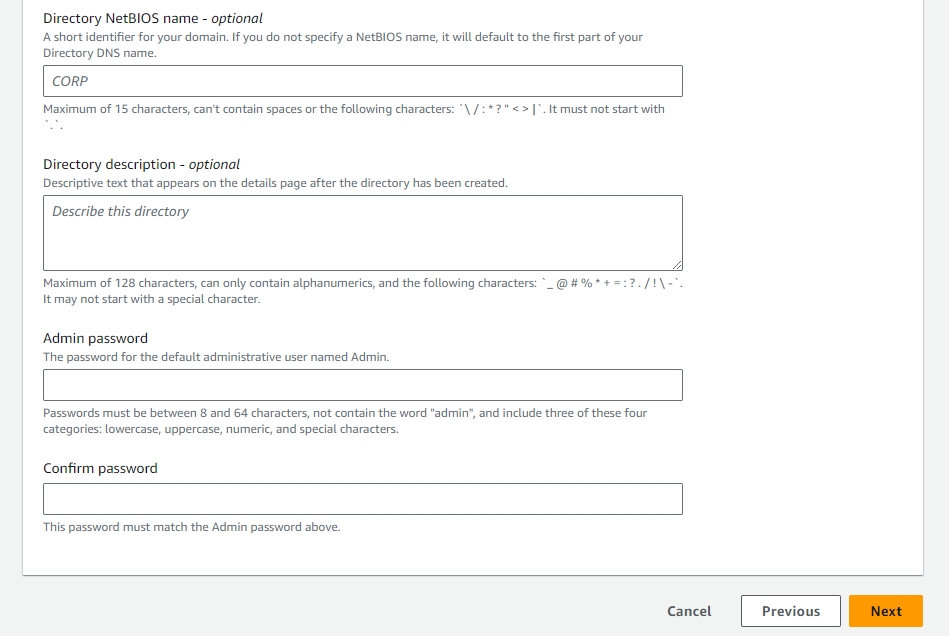 Directory NetBIOS name - optional
A short identifier for your domain. If you do not specify a NetBIOS name, it will default to the first part of your
Directory DNS name.
CORP
Maximum of 15 characters, can't contain spaces or the following characters: `\ / : * ? " < > |`. It must not start with
`.`.
Directory description - optional
Descriptive text that appears on the details page after the directory has been created.
Describe this directory
Maximum of 128 characters, can only contain alphanumerics, and the following characters: `_ @ # % * + = : ? . / ! \ -`.
It may not start with a special character.
Admin password
The password for the default administrative user named Admin.
Passwords must be between 8 and 64 characters, not contain the word "admin", and include three of these four
categories: lowercase, uppercase, numeric, and special characters.
Confirm password
This password must match the Admin password above.
Cancel Previous Next